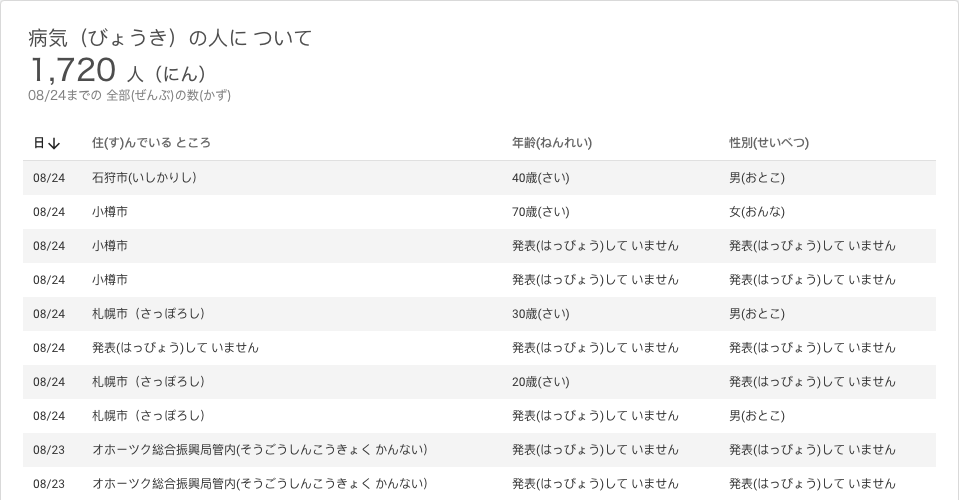 病気（びょうき）の人に ついて
1,720 人（にん）
08/24までの 全部(ぜんぶ)の数(かず)
日↓ 住(す)んでいる ところ 年齢(ねんれい) 性別(せいべつ)
08/24 石狩市(いしかりし） 40歳(さい) 男(おとこ)
08/24 小樽市 70歳(さい) 女(おんな)
08/24 小樽市 発表(はっぴょう)して いません 発表(はっぴょう)して いません
08/24 小樽市 発表(はっぴょう)して いません 発表(はっぴょう)して いません
08/24 札幌市（さっぽろし） 30歳(さい) 男(おとこ)
08/24 発表(はっぴょう)して いません 発表(はっぴょう)して いません 発表(はっぴょう)して いません
08/24 札幌市（さっぽろし） 20歳(さい) 発表(はっぴょう)して いません
08/24 札幌市（さっぽろし） 発表(はっぴょう)して いません 男(おとこ)
08/23 オホーツク総合振興局管内(そうごうしんこうきょく かんない） 発表(はっぴょう)して いません 発表(はっぴょう)して いません
08/23 オホーツク総合振興局管内(そうごうしんこうきょく かんない） 発表(はっぴょう)して いません 発表(はっぴょう)して いません